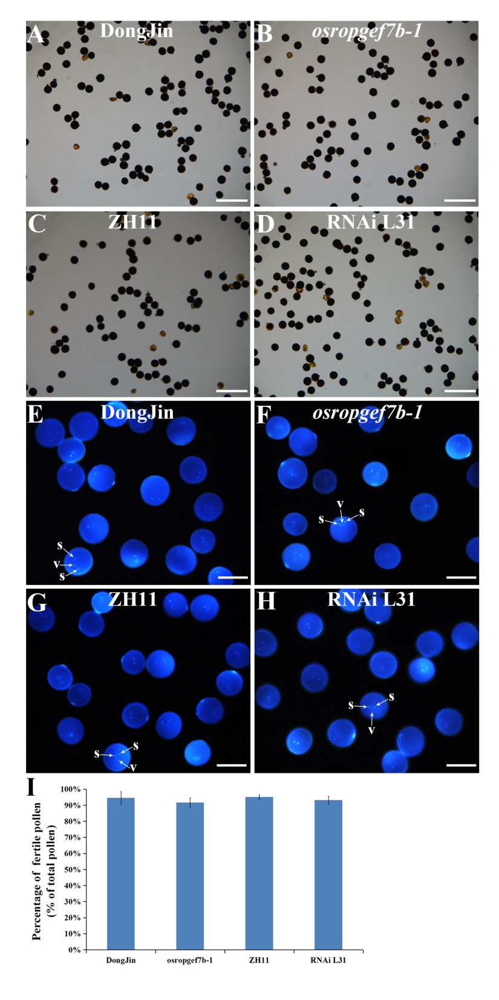 A DongJin
B osropgef7b-1
C ZH11
D RNAi L31
E DongJin
s
v
s
F osropgef7b-1
v
s s
G ZH11
s
s
v
H RNAi L31
s
s
v
I
Percentage of fertile pollen
(% of total pollen)
100%
90%
80%
70%
60%
50%
40%
30%
20%
10%
0%
DongJin osropgef7b-1 ZH11 RNAi L31